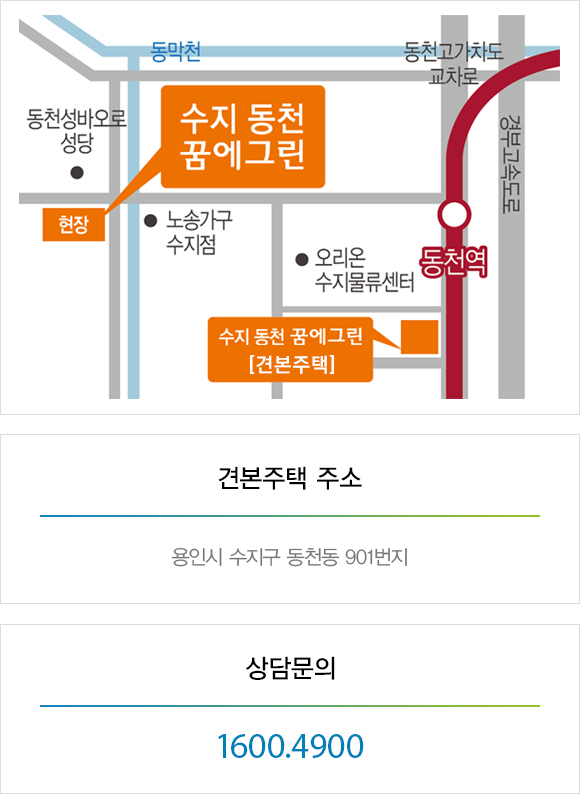 동막천
동천고가차도
교차로
동천성바오로
성당
수지 동천
꿈에그린
경부고속도로
현장
노송가구
수지점
오리온
수지물류센터
동천역
수지 동천 꿈에그린
[견본주택]
견본주택 주소
용인시 수지구 동천동 901번지
상담문의
1600.4900